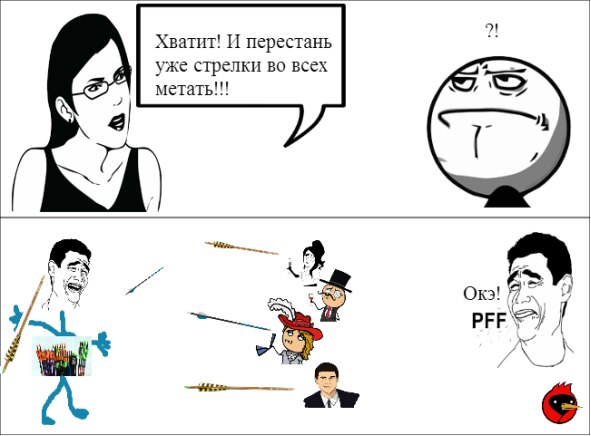 Хватит! И перестань
уже стрелки во всех
метать!!!
?!
Окэ!
PFF